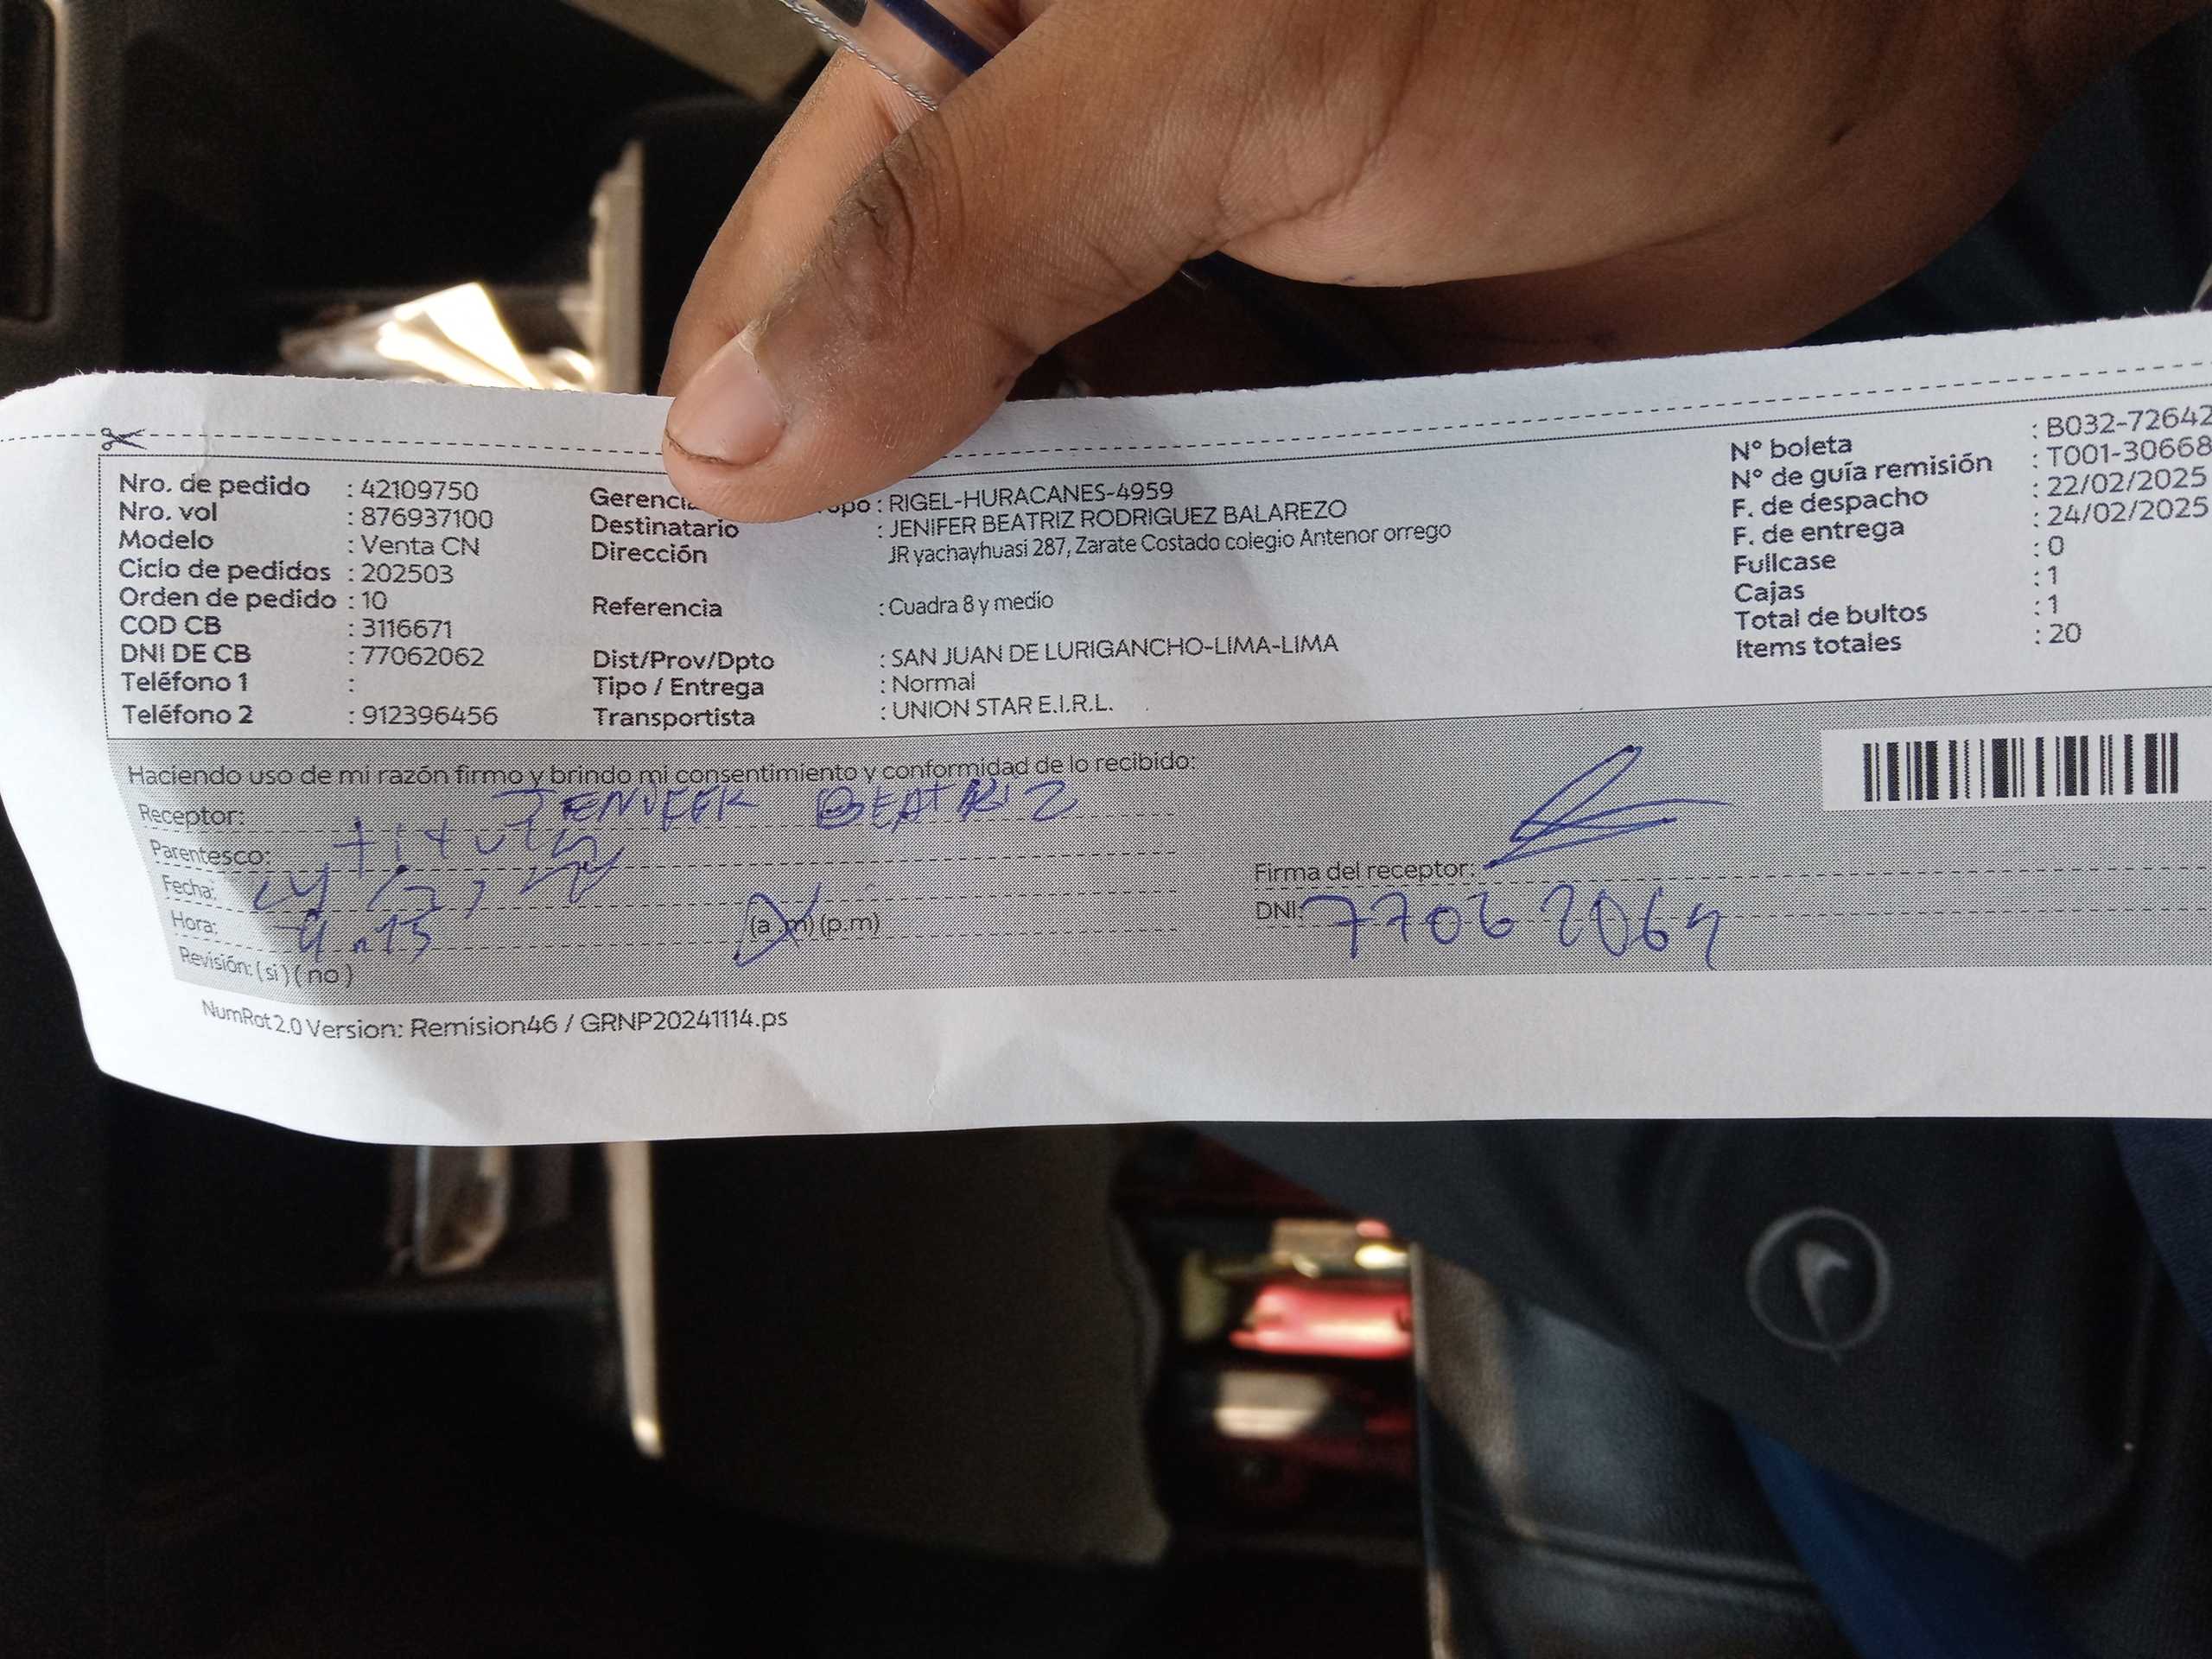 Nro. de pedido : 42109750
Nro. vol : 876937100
Modelo : Venta CN
Ciclo de pedidos : 202503
Orden de pedido : 10
COD CB : 3116671
DNI DE CB : 77062062
Teléfono 1 :
Teléfono 2 : 912396456
: RIGEL-HURACANES-4959
Destinatario : JENIFER BEATRIZ RODRIGUEZ BALAREZO
Dirección JR yachayhuasi 287, Zarate Costado colegio Antenor orrego
Referencia : Cuadra 8 y medio
Dist/Prov/Dpto : SAN JUAN DE LURIGANCHO-LIMA-LIMA
Tipo / Entrega : Normal
Transportista : UNION STAR E.I.R.L.
N° boleta : B032-72642
N° de guía remisión : T001-30668
F. de despacho : 22/02/2025
F. de entrega : 24/02/2025
Fullcase : 0
Cajas : 1
Total de bultos : 1
Items totales : 20
Haciendo uso de mi razón firmo y brindo mi consentimiento y conformidad de lo recibido:
Receptor: JENIFER BEATRIZ
Parentesco: titular
Fecha:
Hora: 9:15 (a.m) (p.m)
Revisión: (si) (no)
Firma del receptor:
DNI: 77062064
NumRot 2.0 Version: Remision46 / GRNP20241114.ps